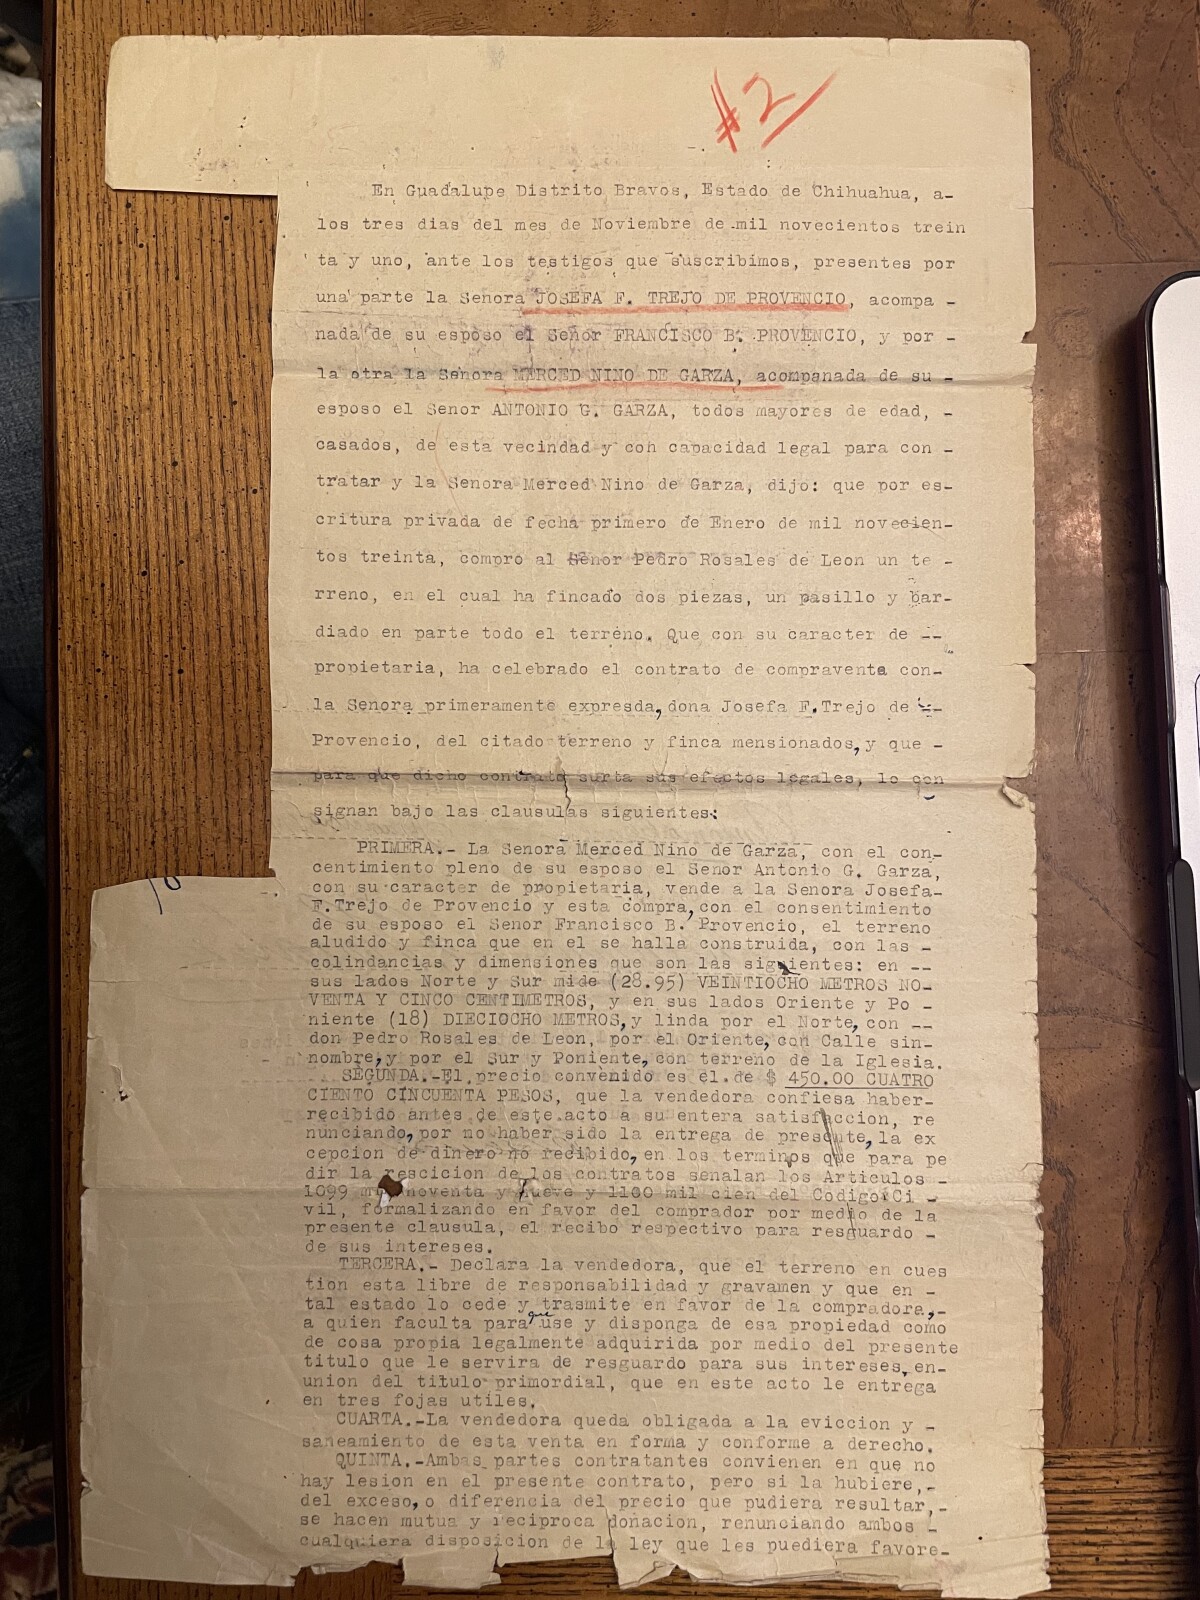 #2
En Guadalupe Distrito Bravos, Estado de Chihuahua, a-
los tres dias del mes de Noviembre de mil novecientos trein
ta y uno, ante los testigos que suscribimos, presentes por
una parte la Senora JOSEFA F. TREJO DE PROVENCIO, acompa -
nada de su esposo el Señor FRANCISCO B. PROVENCIO, y por -
la otra la Senora MERCED NINO DE GARZA, acompanada de su -
esposo el Senor ANTONIO G. GARZA, todos mayores de edad, -
casados, de esta vecindad y con capacidad legal para con -
tratar y la Senora Merced Nino de Garza, dijo: que por es-
critura privada de fecha primero de Enero de mil novecien-
tos treinta, compro al Senor Pedro Rosales de Leon un te -
rreno, en el cual ha fincado dos piezas, un pasillo y bar-
diado en parte todo el terreno. Que con su caracter de --
propietaria, ha celebrado el contrato de compraventa con-
la Senora primeramente expresda, dona Josefa F.Trejo de --
Provencio, del citado terreno y finca mensionados, y que -
para que dicho contrato surta sus efectos legales, lo con
signan bajo las clausulas siguientes:
PRIMERA.- La Senora Merced Nino de Garza, con el con-
centimiento pleno de su esposo el Senor Antonio G. Garza,
con su caracter de propietaria, vende a la Senora Josefa-
F.Trejo de Provencio y esta compra, con el consentimiento
de su esposo el Senor Francisco B. Provencio, el terreno
aludido y finca que en el se halla construida, con las -
colindancias y dimensiones que son las siguientes: en --
sus lados Norte y Sur mide (28.95) VEINTIOCHO METROS NO-
VENTA Y CINCO CENTIMETROS, y en sus lados Oriente y Po -
niente (18) DIECIOCHO METROS, y linda por el Norte, con --
don Pedro Rosales de Leon, por el Oriente, con Calle sin-
nombre, y por el Sur y Poniente, con terreno de la Iglesia.
SEGUNDA.-El precio convenido es el de $ 450.00 CUATRO
CIENTO CINCUENTA PESOS, que la vendedora confiesa haber-
recibido antes de este acto a su entera satisfaccion, re
nunciando, por no haber sido la entrega de presente, la ex
cepcion de dinero no recibido, en los terminos que para pe
dir la rescicion de los contratos senalan los Articulos -
1099 mil noventa y nueve y 1100 mil cien del Codigo Ci -
vil, formalizando en favor del comprador por medio de la
presente clausula, el recibo respectivo para resguardo -
de sus intereses.
TERCERA.- Declara la vendedora, que el terreno en cues
tion esta libre de responsabilidad y gravamen y que en -
tal estado lo cede y trasmite en favor de la compradora,-
a quien faculta para que use y disponga de esa propiedad como
de cosa propia legalmente adquirida por medio del presente
titulo que le servira de resguardo para sus intereses, en-
union del titulo primordial, que en este acto le entrega
en tres fojas utiles.
CUARTA.-La vendedora queda obligada a la eviccion y -
saneamiento de esta venta en forma y conforme a derecho.
QUINTA.-Ambas partes contratantes convienen en que no
hay lesion en el presente contrato, pero si la hubiere,-
del exceso, o diferencia del precio que pudiera resultar,-
se hacen mutua y reciproca donacion, renunciando ambos -
cualquiera disposicion de la ley que les puediera favore-